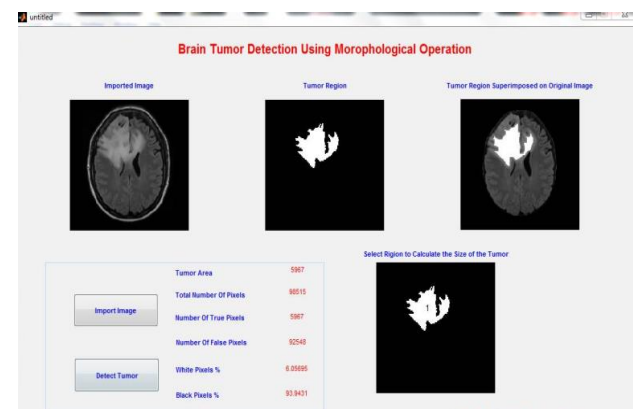 untitled
Brain Tumor Detection Using Morophological Operation
Imported Image
Tumor Region
Tumor Region Superimposed on Original Image
Select Rigion to Calculate the Size of the Tumor
1
Import Image
Detect Tumor
Tumor Area 5967
Total Number Of Pixels 98515
Number Of True Pixels 5967
Number Of False Pixels 92548
White Pixels % 6.05695
Black Pixels % 93.9431